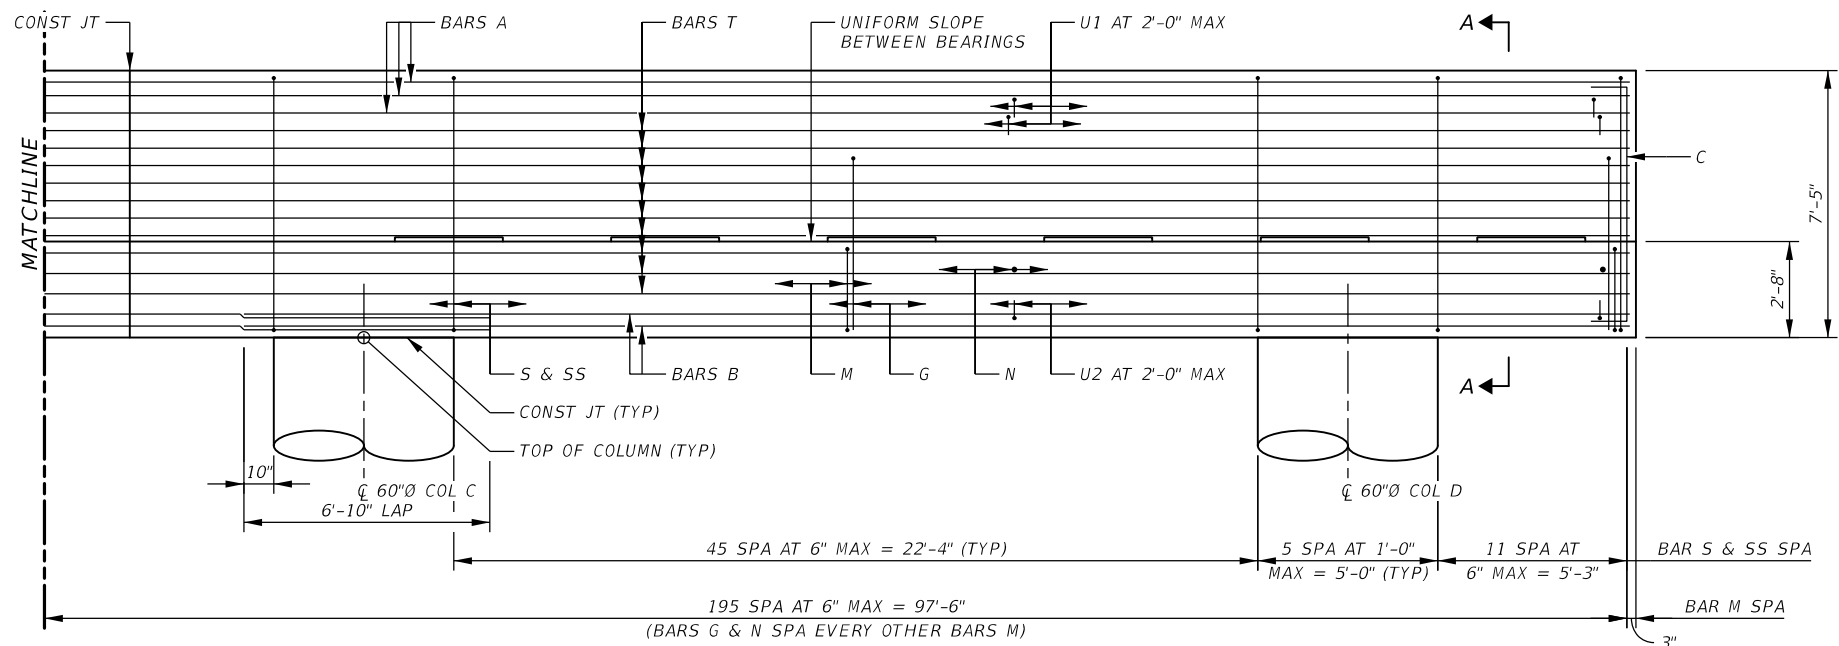 CONST JT
BARS A
BARS T
UNIFORM SLOPE
BETWEEN BEARINGS
U1 AT 2'-0" MAX
A
MATCHLINE
C
7'-5"
2'-8"
S & SS
BARS B
M
G
N
U2 AT 2'-0" MAX
A
CONST JT (TYP)
TOP OF COLUMN (TYP)
10"
℄ 60"Ø COL C
℄ 60"Ø COL D
6'-10" LAP
45 SPA AT 6" MAX = 22'-4" (TYP)
5 SPA AT 1'-0"
MAX = 5'-0" (TYP)
11 SPA AT
6" MAX = 5'-3"
BAR S & SS SPA
195 SPA AT 6" MAX = 97'-6"
(BARS G & N SPA EVERY OTHER BARS M)
BAR M SPA
3"